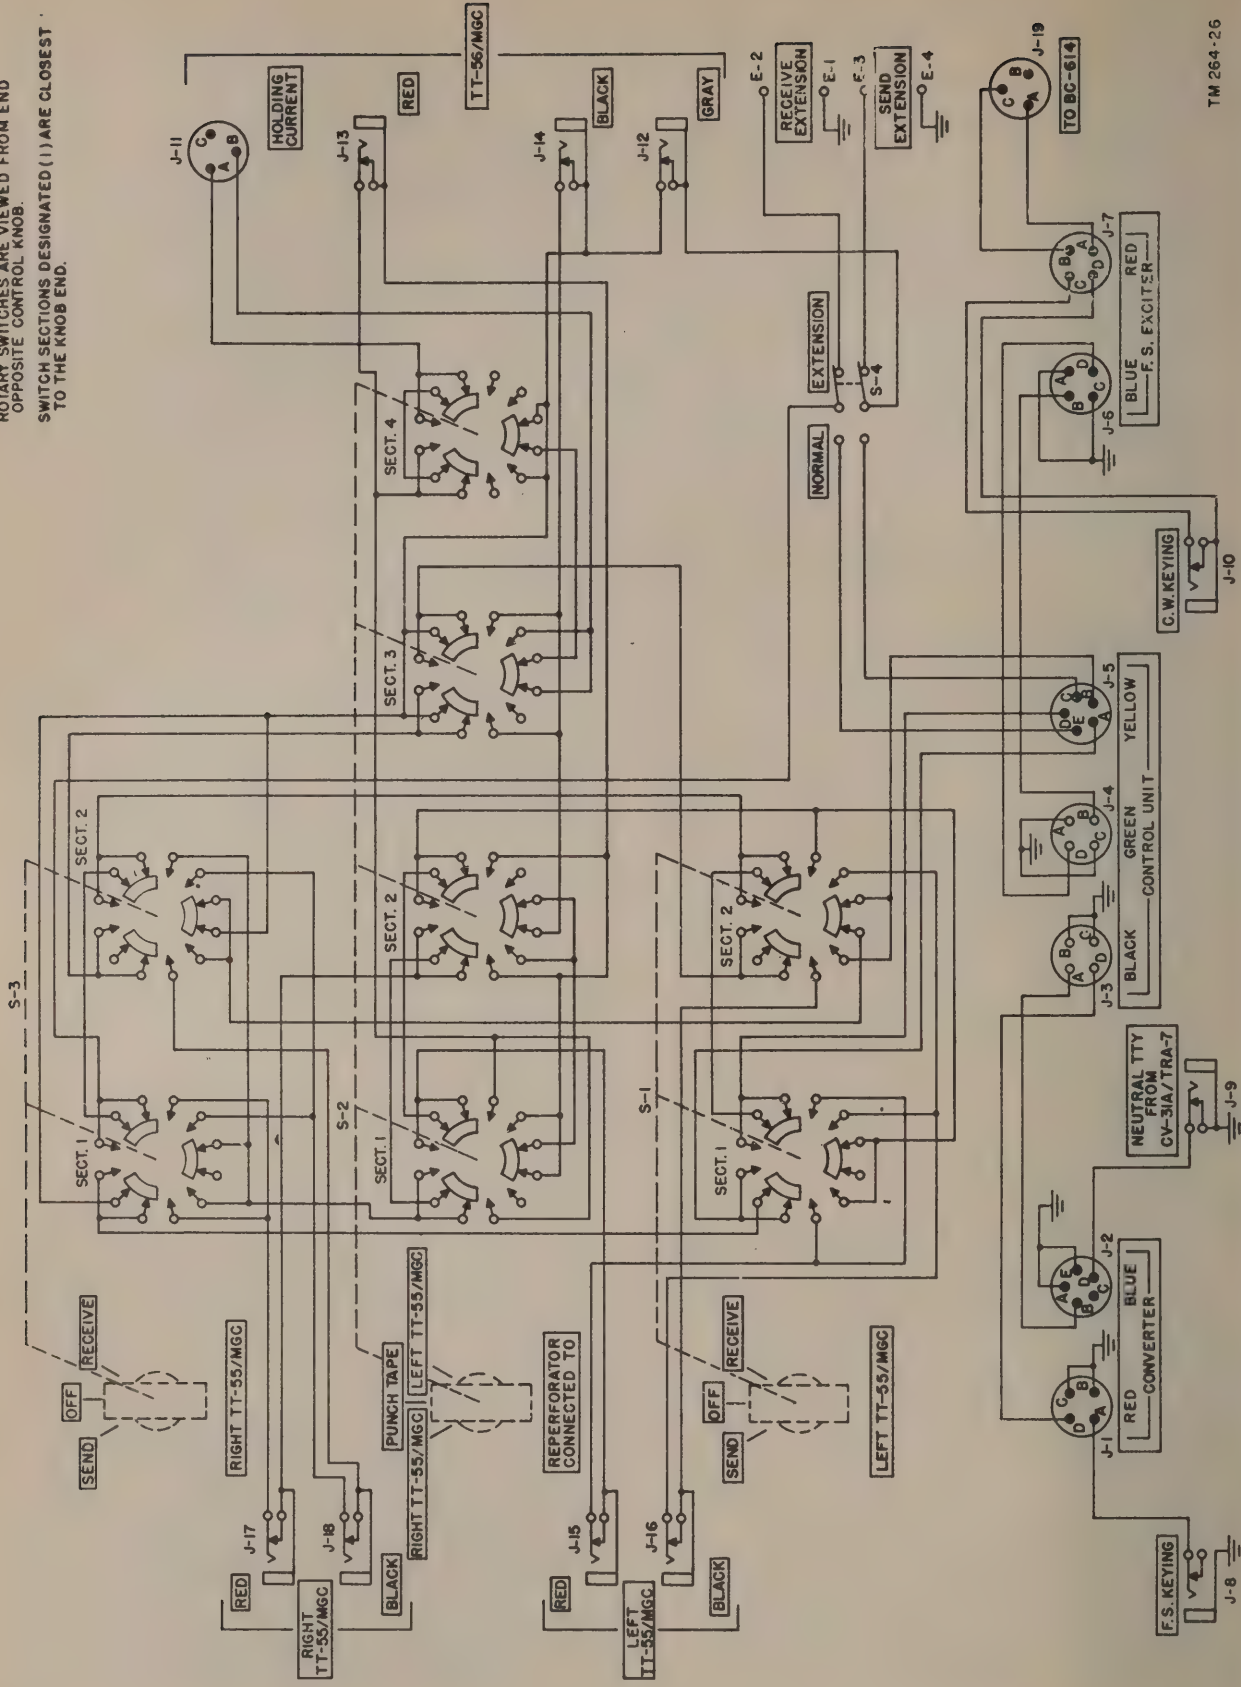 ROTARY SWITCHES ARE VIEWED FROM END
OPPOSITE CONTROL KNOB.
SWITCH SECTIONS DESIGNATED (1) ARE CLOSEST
TO THE KNOB END.
S-3
SECT. 1
SECT. 2
SEND
OFF
RECEIVE
RIGHT TT-55/MGC
RED
J-17
RIGHT
TT-55/MGC
J-18
BLACK
S-2
SECT. 1
SECT. 2
SECT. 3
SECT. 4
PUNCH TAPE
RIGHT TT-55/MGC
LEFT TT-55/MGC
REPERFORATOR
CONNECTED TO
RED
J-15
LEFT
TT-55/MGC
J-16
BLACK
S-1
SECT. 1
SECT. 2
SEND
OFF
RECEIVE
LEFT TT-55/MGC
J-11
A
B
C
HOLDING
CURRENT
J-13
RED
TT-56/MGC
J-14
BLACK
J-12
GRAY
E-2
RECEIVE
EXTENSION
E-1
E-3
SEND
EXTENSION
E-4
NORMAL
EXTENSION
S-4
F.S. KEYING
J-8
J-1
A
B
C
D
J-2
A
B
C
D
E
RED
BLUE
CONVERTER
NEUTRAL TTY
FROM
CV-31A/TRA-7
J-9
J-3
A
B
C
D
J-4
A
B
C
D
J-5
A
B
C
D
E
BLACK
GREEN
YELLOW
CONTROL UNIT
C.W. KEYING
J-10
J-6
A
B
C
D
J-7
A
B
C
D
BLUE
RED
F.S. EXCITER
J-19
A
B
C
TO BC-614
TM 264-26